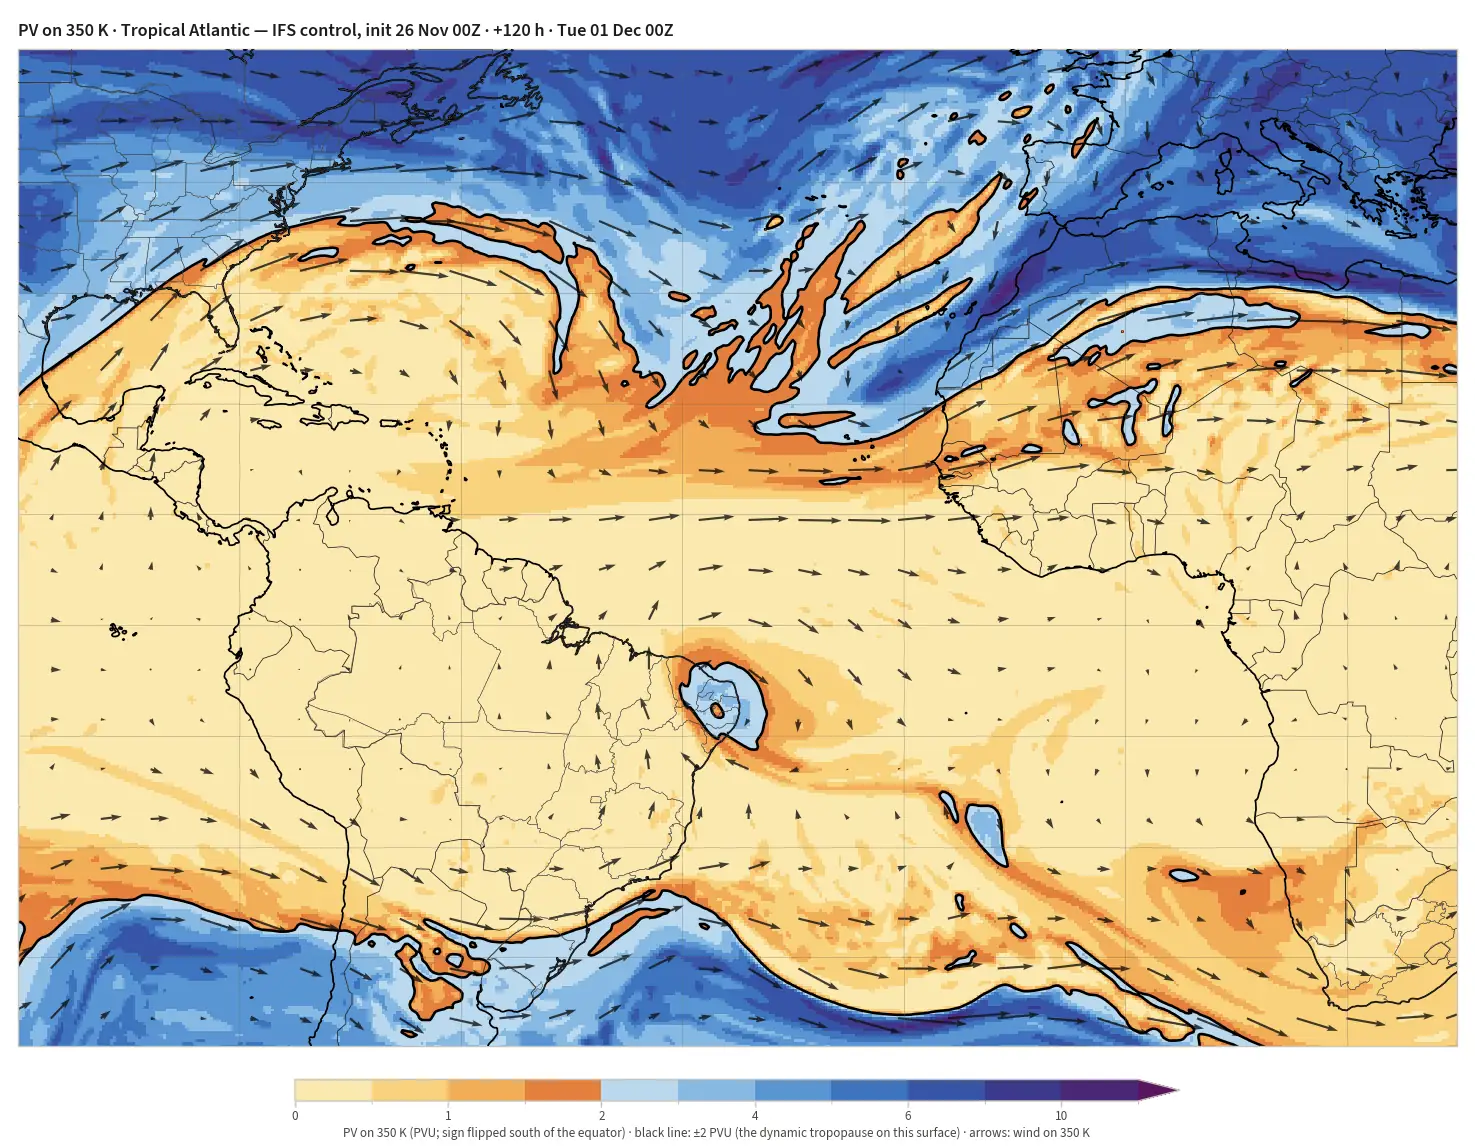 PV on 350 K · Tropical Atlantic — IFS control, init 26 Nov 00Z · +120 h · Tue 01 Dec 00Z
0 1 2 4 6 10
PV on 350 K (PVU; sign flipped south of the equator) · black line: ±2 PVU (the dynamic tropopause on this surface) · arrows: wind on 350 K